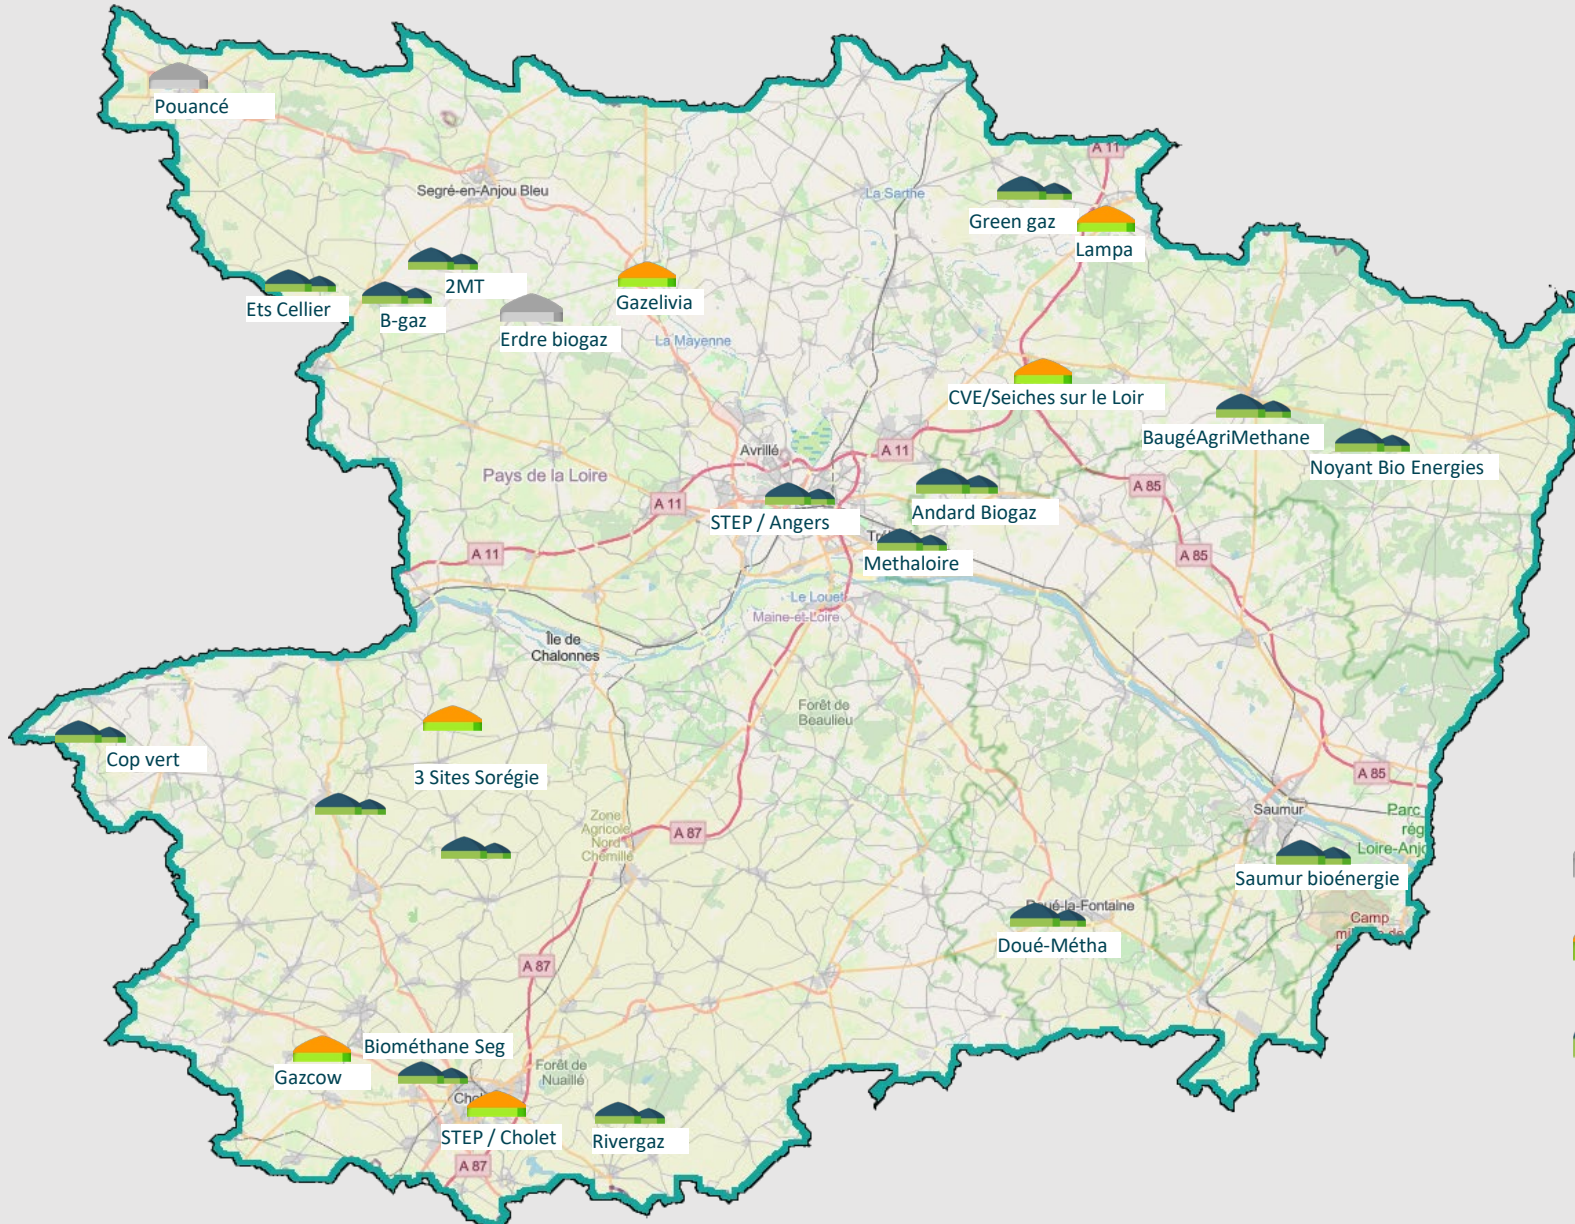 Pouancé
A 11
Segré-en-Anjou Bleu
La Sarthe
Green gaz
Lampa
2MT
Ets Cellier
B-gaz
Gazelivia
Erdre biogaz
La Mayenne
CVE/Seiches sur le Loir
BaugéAgriMethane
Noyant Bio Energies
Avrillé
A 11
Pays de la Loire
A 11
A 85
STEP / Angers
Andard Biogaz
A 11
A 85
Methaloire
Le Louet
Maine-et-Loire
Île de
Chalonnes
Forêt de
Beaulieu
Cop vert
3 Sites Sorégie
A 85
Saumur
Parc
rég
Loire-Anjo
Zone
Agricole
Nord
Chemillé
A 87
Saumur bioénergie
Doué-la-Fontaine
Camp
Doué-Métha
A 87
Biométhane Seg
Gazcow
Forêt de
Nuaillé
STEP / Cholet
Rivergaz
A 87